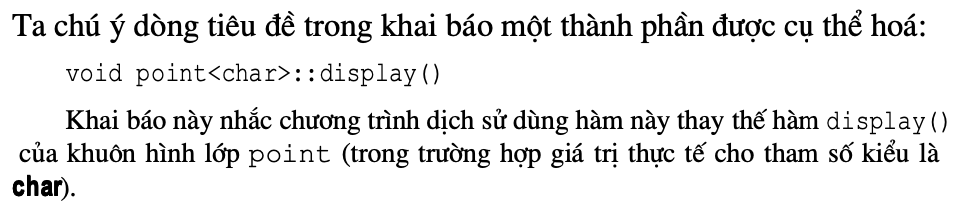 Ta chú ý dòng tiêu đề trong khai báo một thành phần được cụ thể hoá:
void point<char>::display()
Khai báo này nhắc chương trình dịch sử dùng hàm này thay thế hàm display()
của khuôn hình lớp point (trong trường hợp giá trị thực tế cho tham số kiểu là
char).